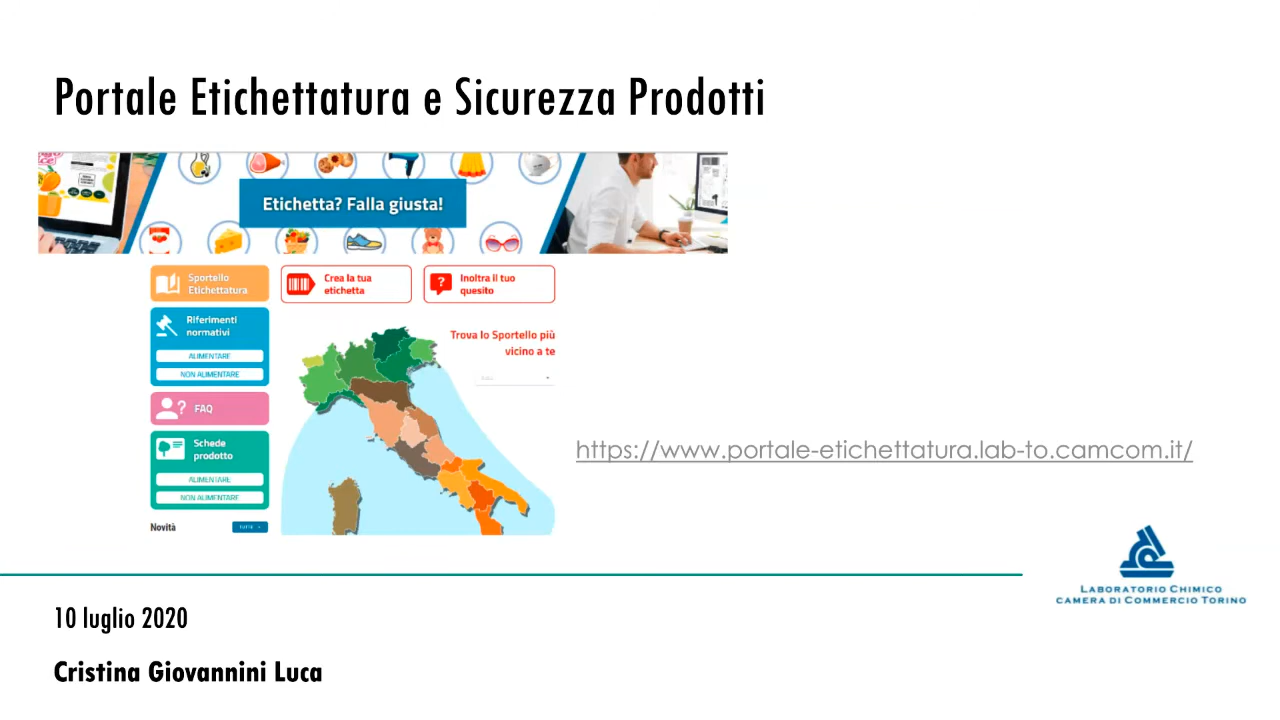 Portale Etichettatura e Sicurezza Prodotti
Etichetta? Falla giusta!
Sportello
Etichettatura
Crea la tua
etichetta
Inoltra il tuo
quesito
Riferimenti
normativi
ALIMENTARE
NON ALIMENTARE
Trova lo Sportello più
vicino a te
FAQ
Schede
prodotto
ALIMENTARE
NON ALIMENTARE
Novità
https://www.portale-etichettatura.lab-to.camcom.it/
LABORATORIO CHIMICO
CAMERA DI COMMERCIO TORINO
10 luglio 2020
Cristina Giovannini Luca